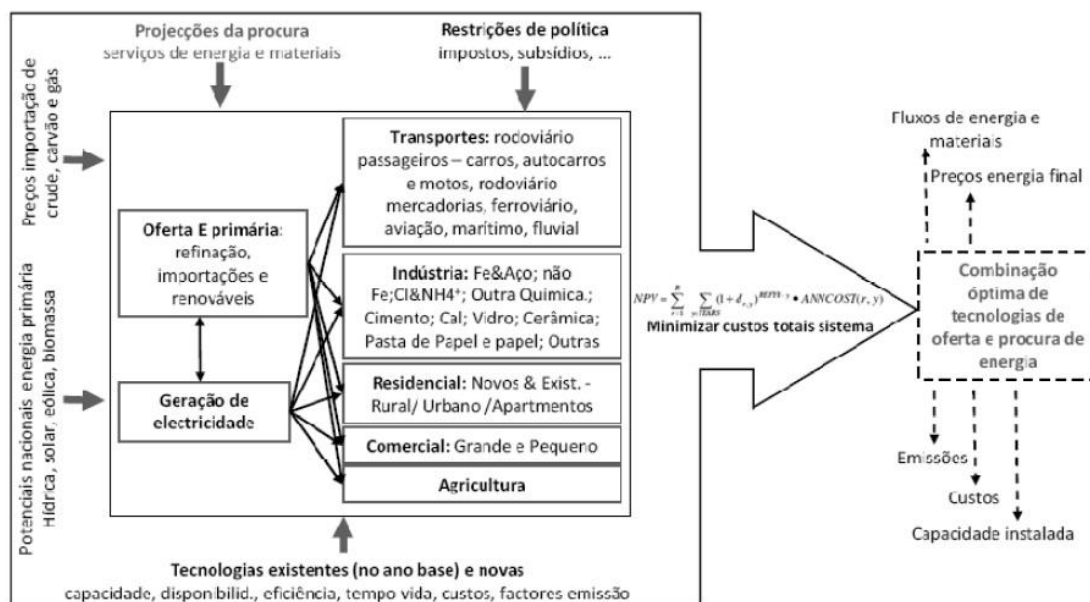 Projecções da procura
serviços de energia e materiais
Restrições de política
impostos, subsídios, ...
Preços importação de
crude, carvão e gás
Potenciais nacionais energia primária
Hídrica, solar, eólica, biomassa
Oferta E primária:
refinação,
importações e
renováveis
Geração de
electricidade
Transportes: rodoviário
passageiros – carros, autocarros
e motos, rodoviário
mercadorias, ferroviário,
aviação, marítimo, fluvial
Indústria: Fe&Aço; não
Fe;Cl&NH4⁺; Outra Quimica.;
Cimento; Cal; Vidro; Cerâmica;
Pasta de Papel e papel; Outras
Residencial: Novos & Exist. -
Rural/ Urbano /Apartmentos
Comercial: Grande e Pequeno
Agricultura
Tecnologias existentes (no ano base) e novas
capacidade, disponibilid., eficiência, tempo vida, custos, factores emissão
NPV = ∑ ∑ (1 + d ) • ANNCOST(r, y)
Minimizar custos totais sistema
Fluxos de energia e
materiais
Preços energia final
Combinação
óptima de
tecnologias de
oferta e procura de
energia
Emissões
Custos
Capacidade instalada